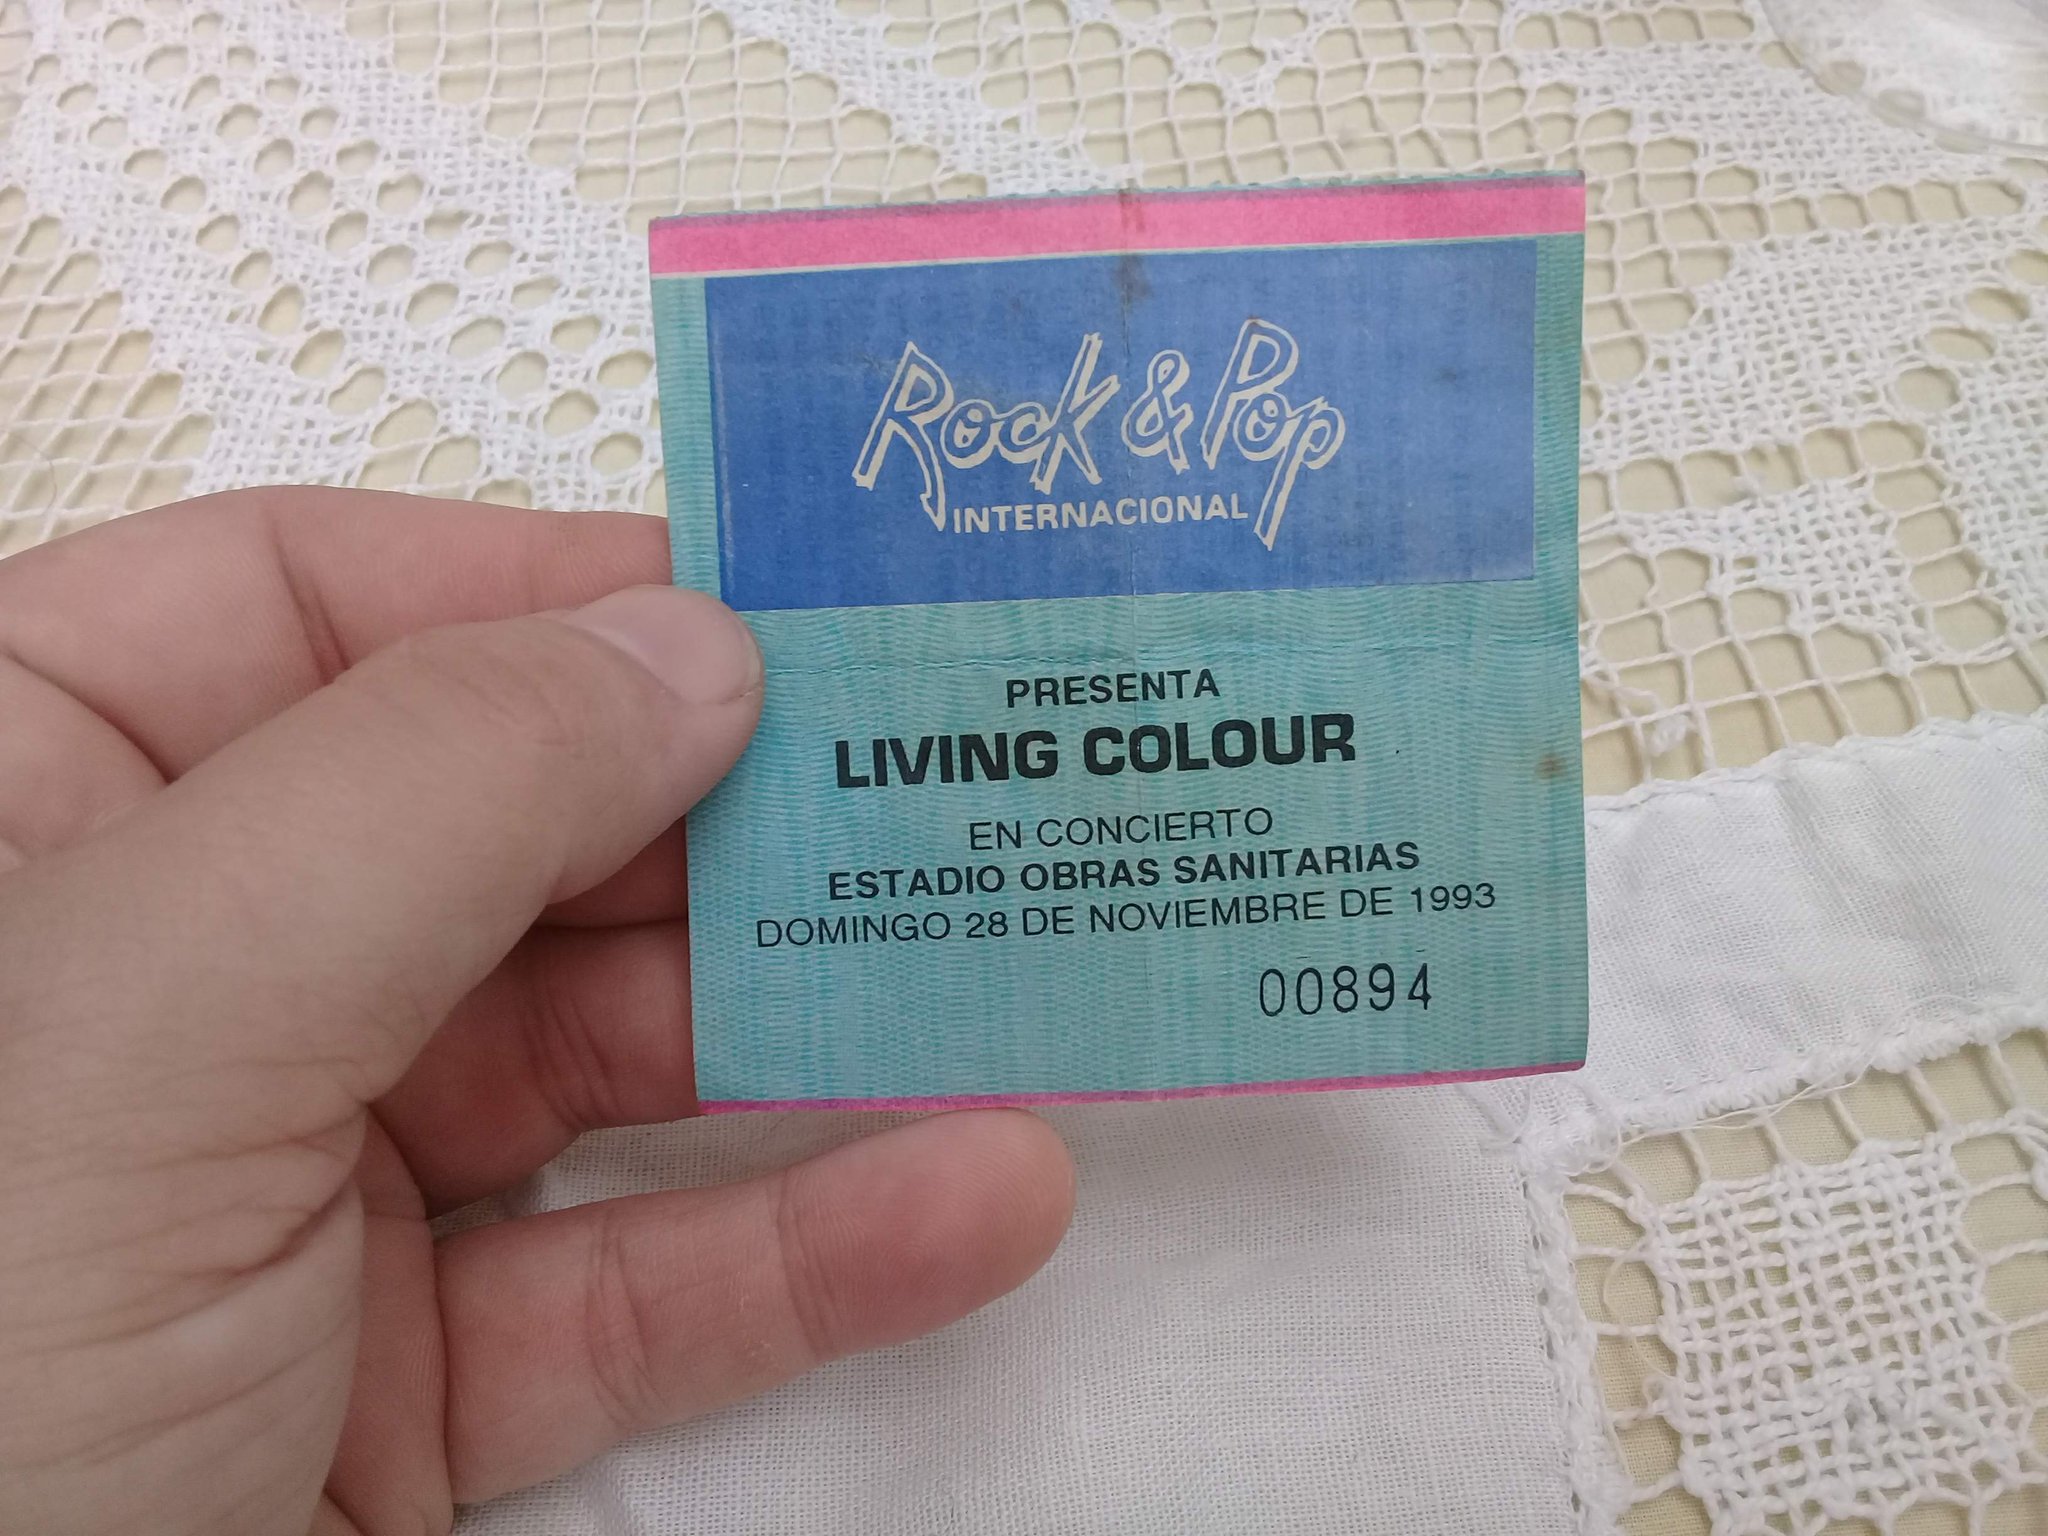 Rock & Pop
INTERNACIONAL
PRESENTA
LIVING COLOUR
EN CONCIERTO
ESTADIO OBRAS SANITARIAS
DOMINGO 28 DE NOVIEMBRE DE 1993
00894